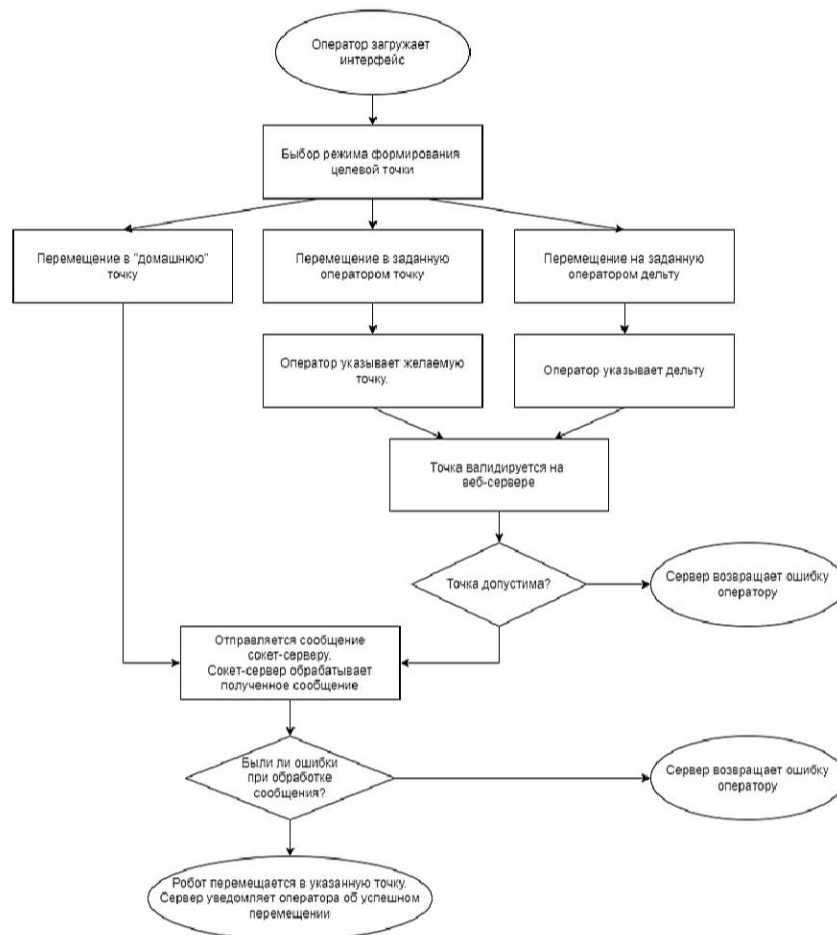 Оператор загружает
интерфейс
Быбор режима формирования
целевой точки
Перемещение в "домашнюю"
точку
Перемещение в заданную
оператором точку
Перемещение на заданную
оператором дельту
Оператор указывает желаемую
точку.
Оператор указывает дельту
Точка валидируется на
веб-сервере
Точка допустима?
Сервер возвращает ошибку
оператору
Отправляется сообщение
сокет-серверу.
Сокет-сервер обрабатывает
полученное сообщение
Были ли ошибки
при обработке
сообщения?
Сервер возвращает ошибку
оператору
Робот перемещается в указанную точку.
Сервер уведомляет оператора об успешном
перемещении